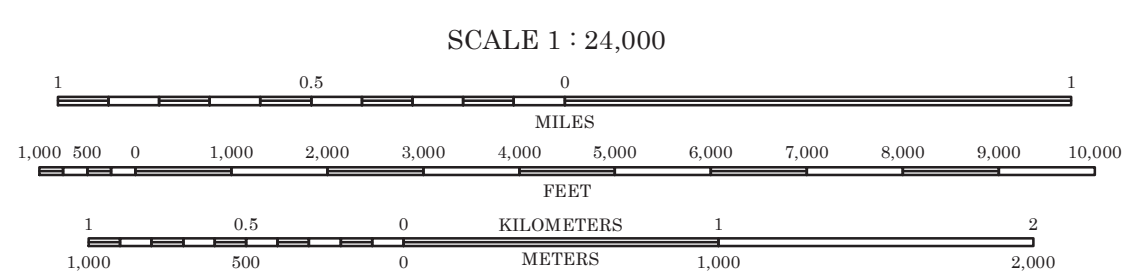 SCALE 1 : 24,000
1 0.5 0 1
MILES
1,000 500 0 1,000 2,000 3,000 4,000 5,000 6,000 7,000 8,000 9,000 10,000
FEET
1 0.5 0 KILOMETERS 1 2
1,000 500 0 METERS 1,000 2,000